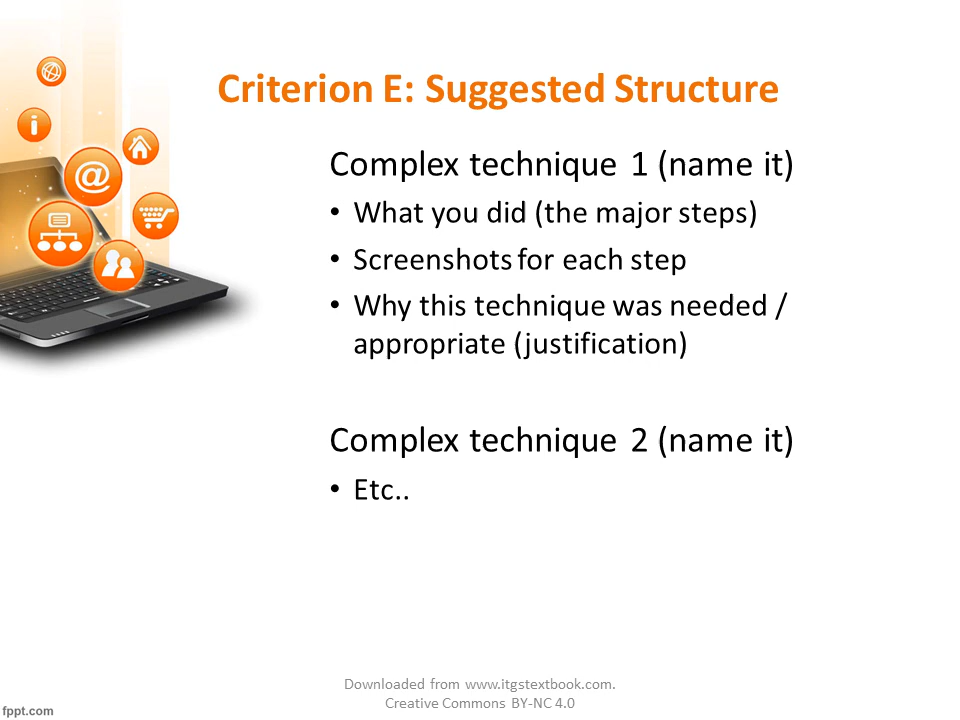 Criterion E: Suggested Structure
Complex technique 1 (name it)
• What you did (the major steps)
• Screenshots for each step
• Why this technique was needed /
appropriate (justification)
Complex technique 2 (name it)
• Etc..
Downloaded from www.itgstextbook.com.
Creative Commons BY-NC 4.0
fppt.com